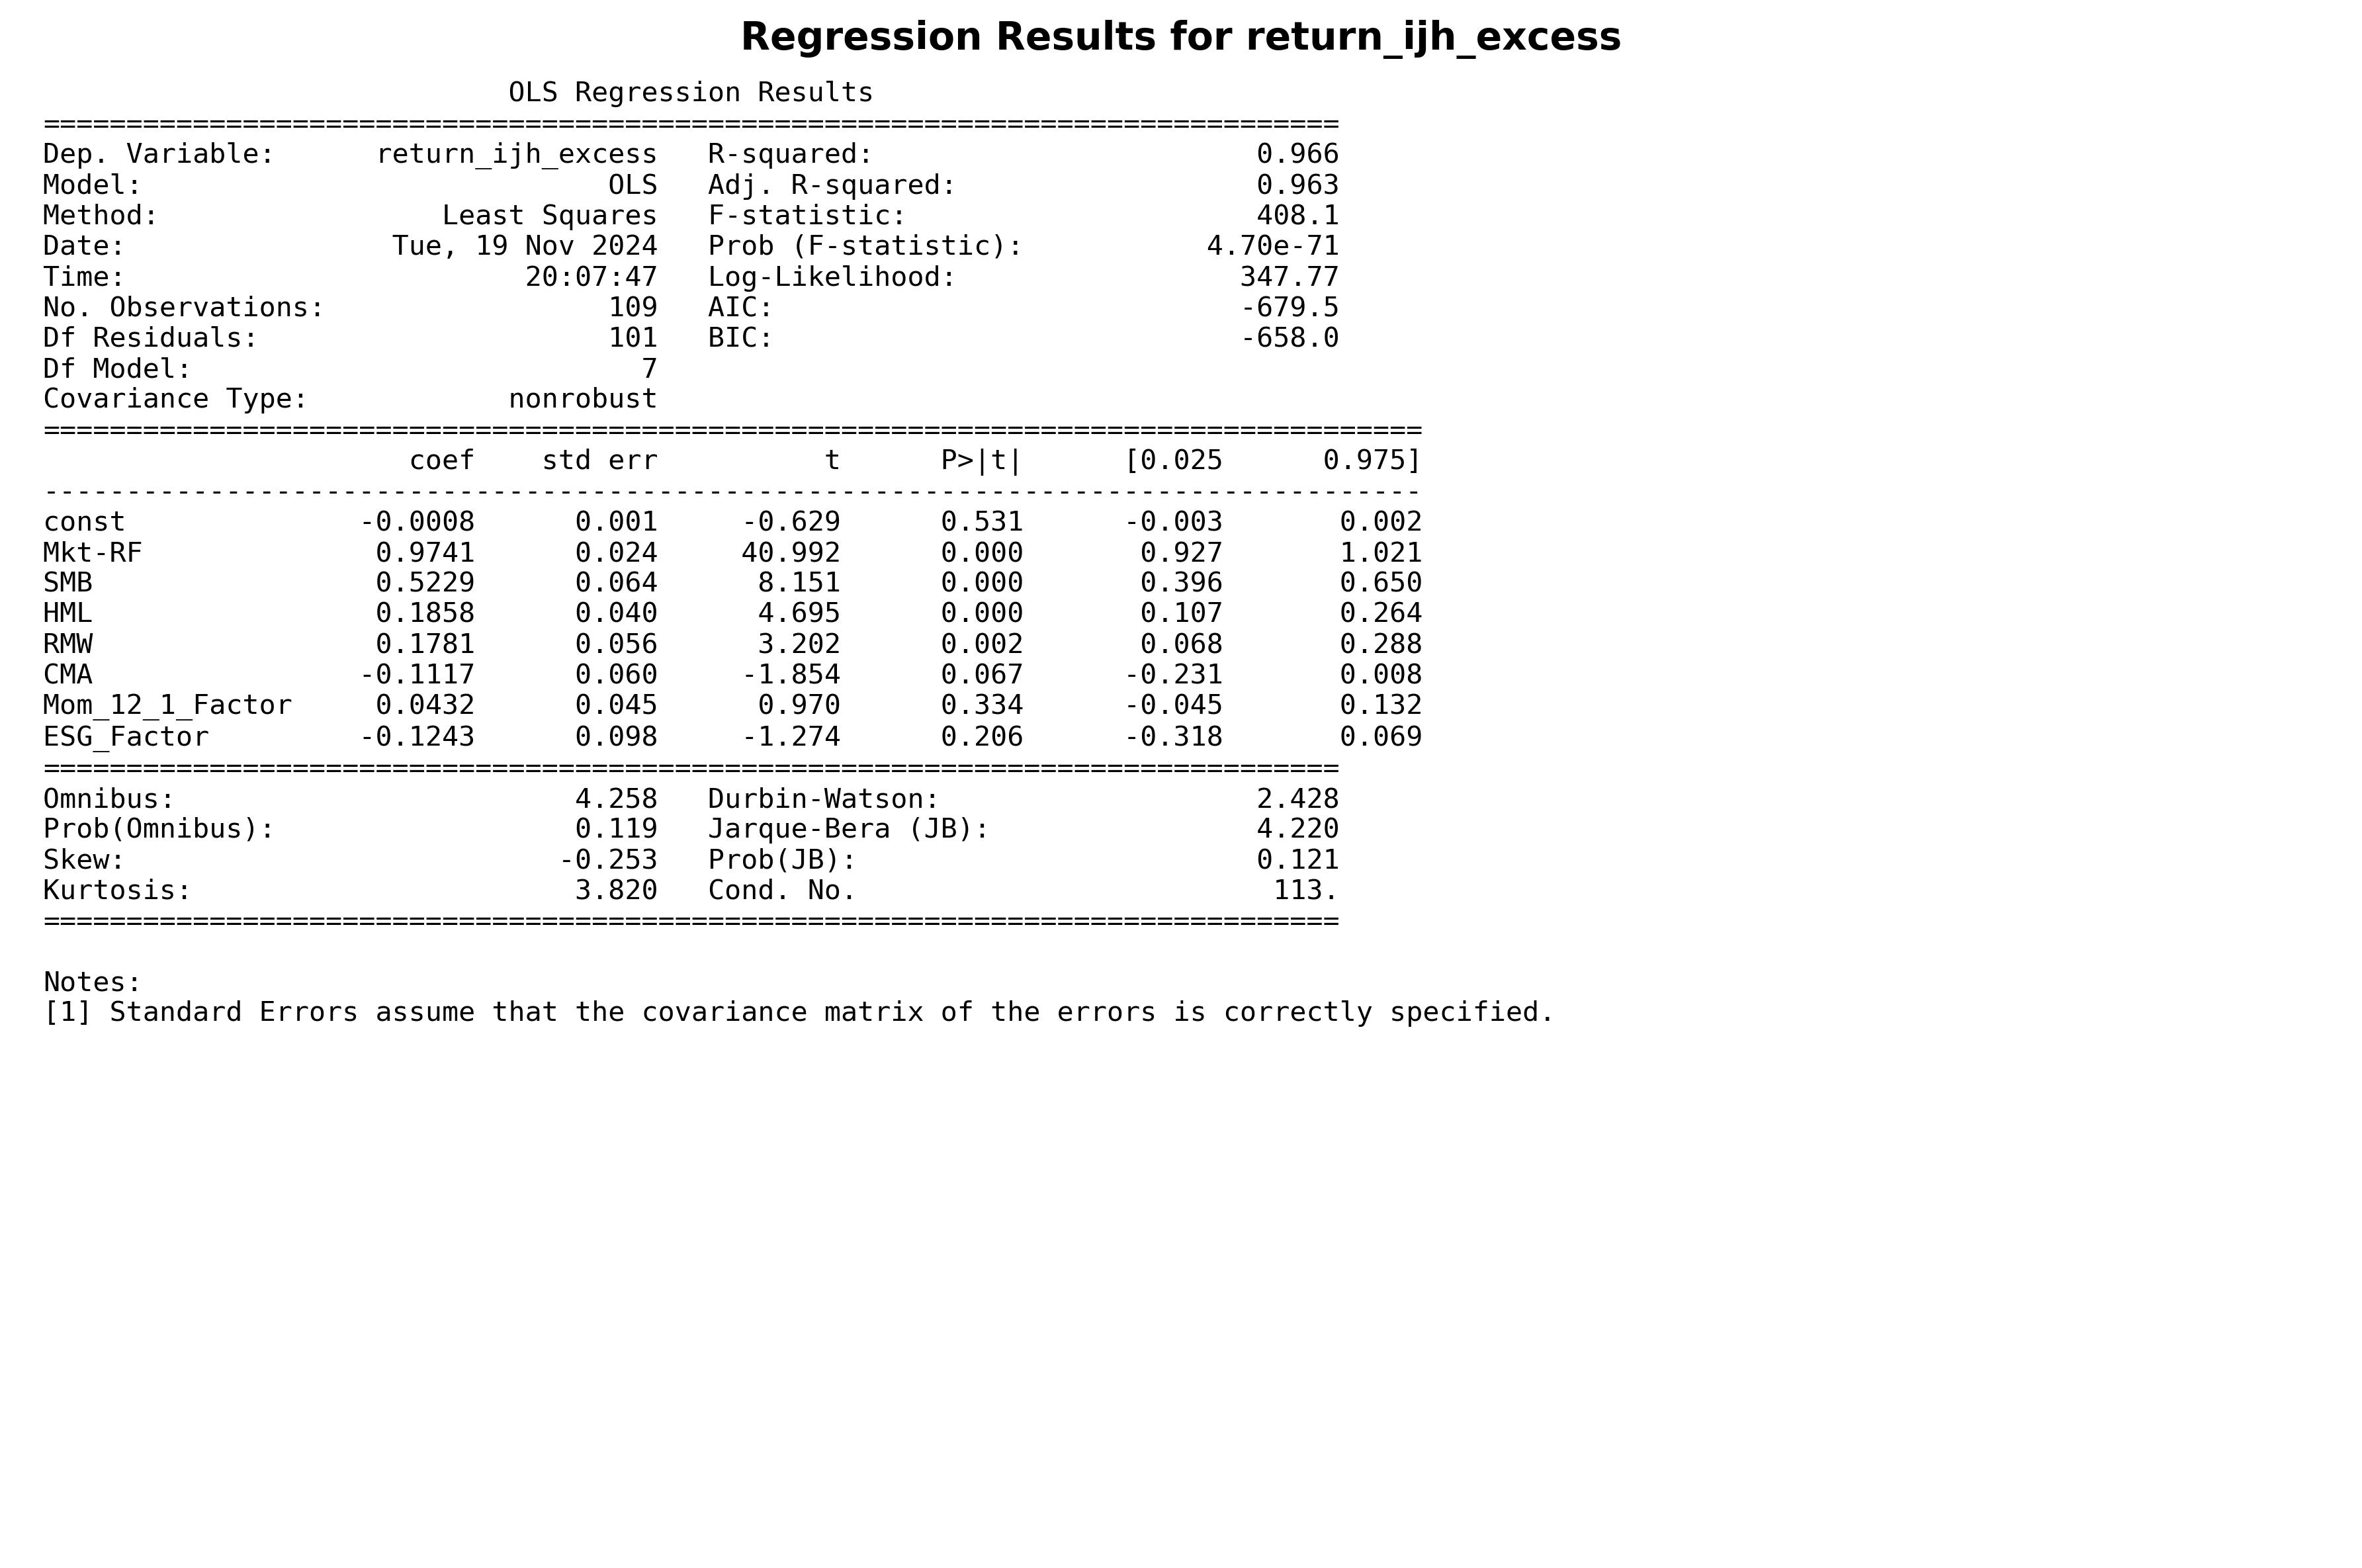 Regression Results for return_ijh_excess
OLS Regression Results
==============================================================================
Dep. Variable:      return_ijh_excess   R-squared:                       0.966
Model:                            OLS   Adj. R-squared:                  0.963
Method:                 Least Squares   F-statistic:                     408.1
Date:                Tue, 19 Nov 2024   Prob (F-statistic):           4.70e-71
Time:                        20:07:47   Log-Likelihood:                 347.77
No. Observations:                 109   AIC:                            -679.5
Df Residuals:                     101   BIC:                            -658.0
Df Model:                           7
Covariance Type:            nonrobust
===================================================================================
                      coef    std err          t      P>|t|      [0.025      0.975]
-----------------------------------------------------------------------------------
const              -0.0008      0.001     -0.629      0.531      -0.003       0.002
Mkt-RF              0.9741      0.024     40.992      0.000       0.927       1.021
SMB                 0.5229      0.064      8.151      0.000       0.396       0.650
HML                 0.1858      0.040      4.695      0.000       0.107       0.264
RMW                 0.1781      0.056      3.202      0.002       0.068       0.288
CMA                -0.1117      0.060     -1.854      0.067      -0.231       0.008
Mom_12_1_Factor     0.0432      0.045      0.970      0.334      -0.045       0.132
ESG_Factor         -0.1243      0.098     -1.274      0.206      -0.318       0.069
==============================================================================
Omnibus:                        4.258   Durbin-Watson:                   2.428
Prob(Omnibus):                  0.119   Jarque-Bera (JB):                4.220
Skew:                          -0.253   Prob(JB):                        0.121
Kurtosis:                       3.820   Cond. No.                         113.
==============================================================================
Notes:
[1] Standard Errors assume that the covariance matrix of the errors is correctly specified.